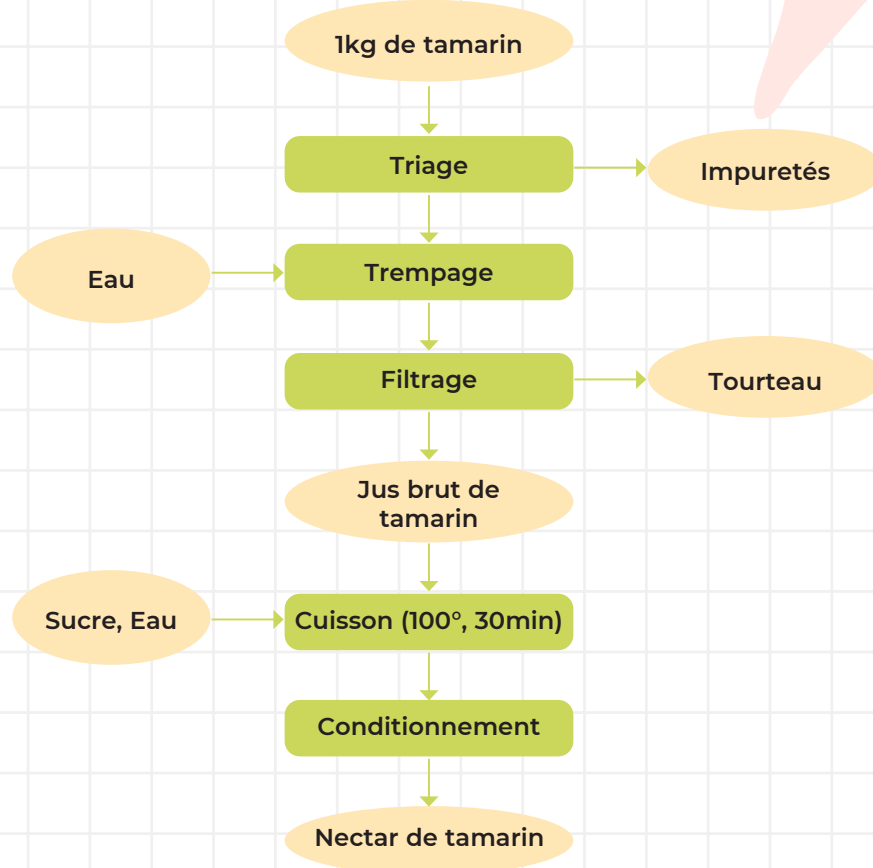 1kg de tamarin
Triage
Impuretés
Eau
Trempage
Filtrage
Tourteau
Jus brut de
tamarin
Sucre, Eau
Cuisson (100°, 30min)
Conditionnement
Nectar de tamarin